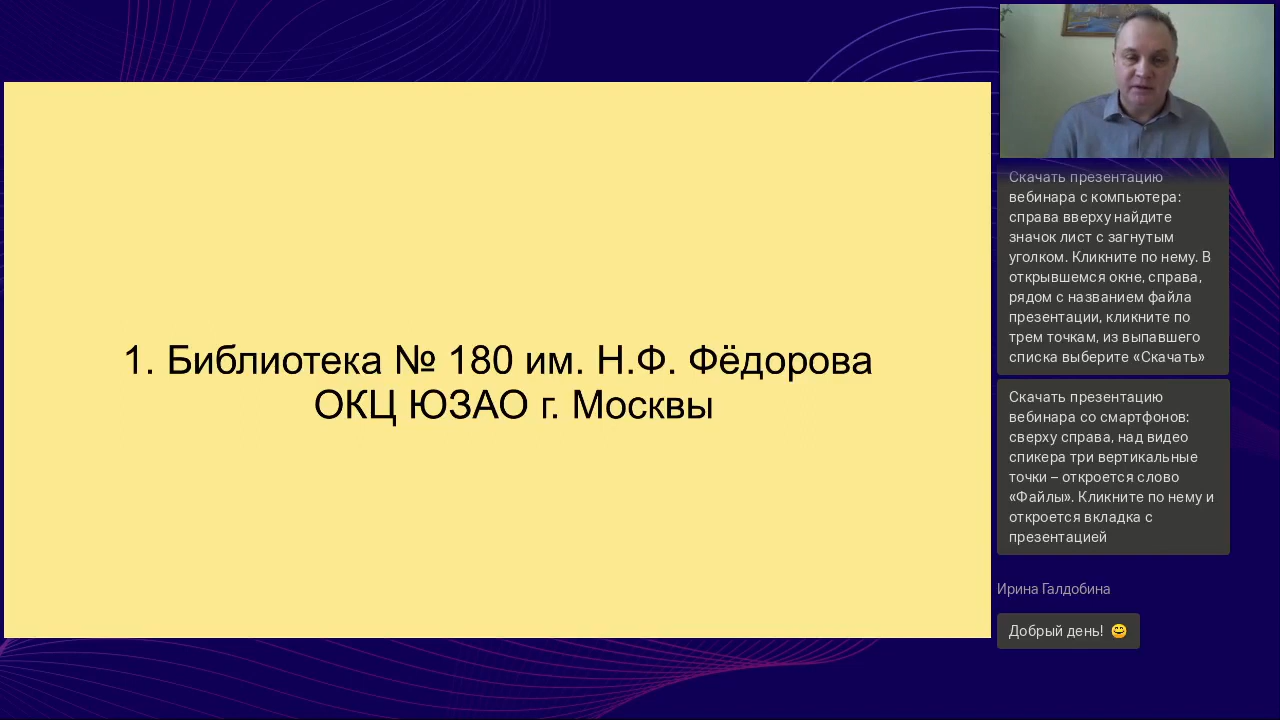 1. Библиотека № 180 им. Н.Ф. Фёдорова
ОКЦ ЮЗАО г. Москвы
Скачать презентацию
вебинара с компьютера:
справа вверху найдите
значок лист с загнутым
уголком. Кликните по нему. В
открывшемся окне, справа,
рядом с названием файла
презентации, кликните по
трем точкам, из выпавшего
списка выберите «Скачать»
Скачать презентацию
вебинара со смартфонов:
сверху справа, над видео
спикера три вертикальные
точки – откроется слово
«Файлы». Кликните по нему и
откроется вкладка с
презентацией
Ирина Галдобина
Добрый день! 😄